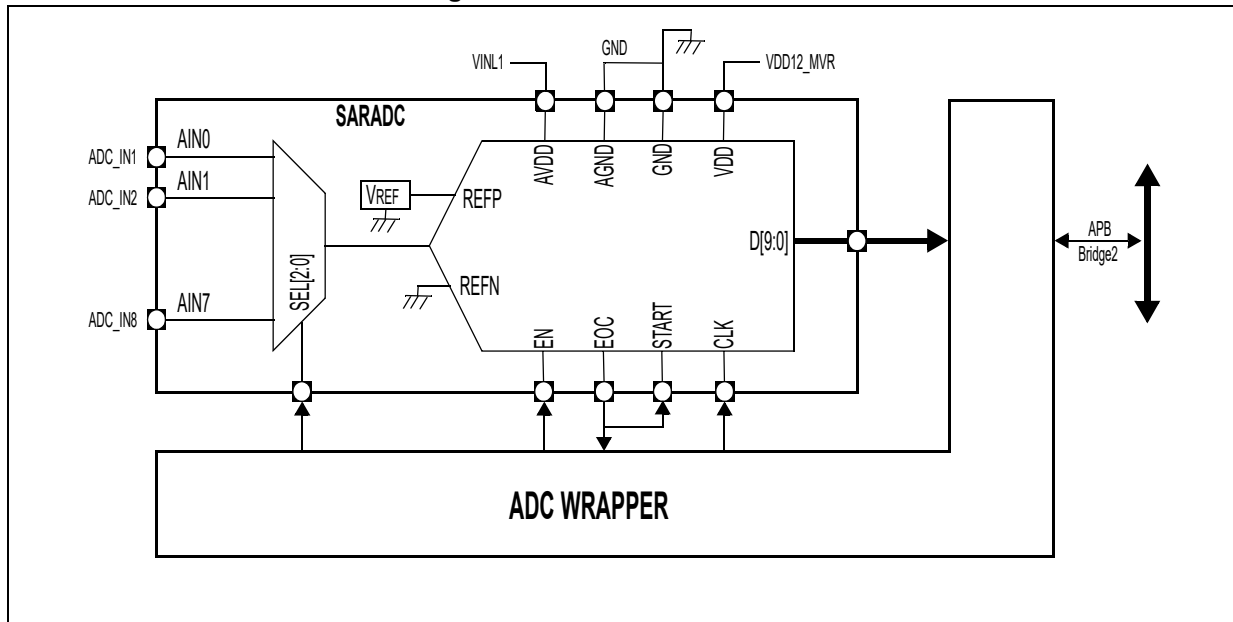 VINL1
GND
VDD12_MVR
SARADC
AVDD
AGND
GND
VDD
ADC_IN1
AIN0
ADC_IN2
AIN1
VREF
REFP
D[9:0]
APB
Bridge2
SEL[2:0]
REFN
ADC_IN8
AIN7
EN
EOC
START
CLK
ADC WRAPPER